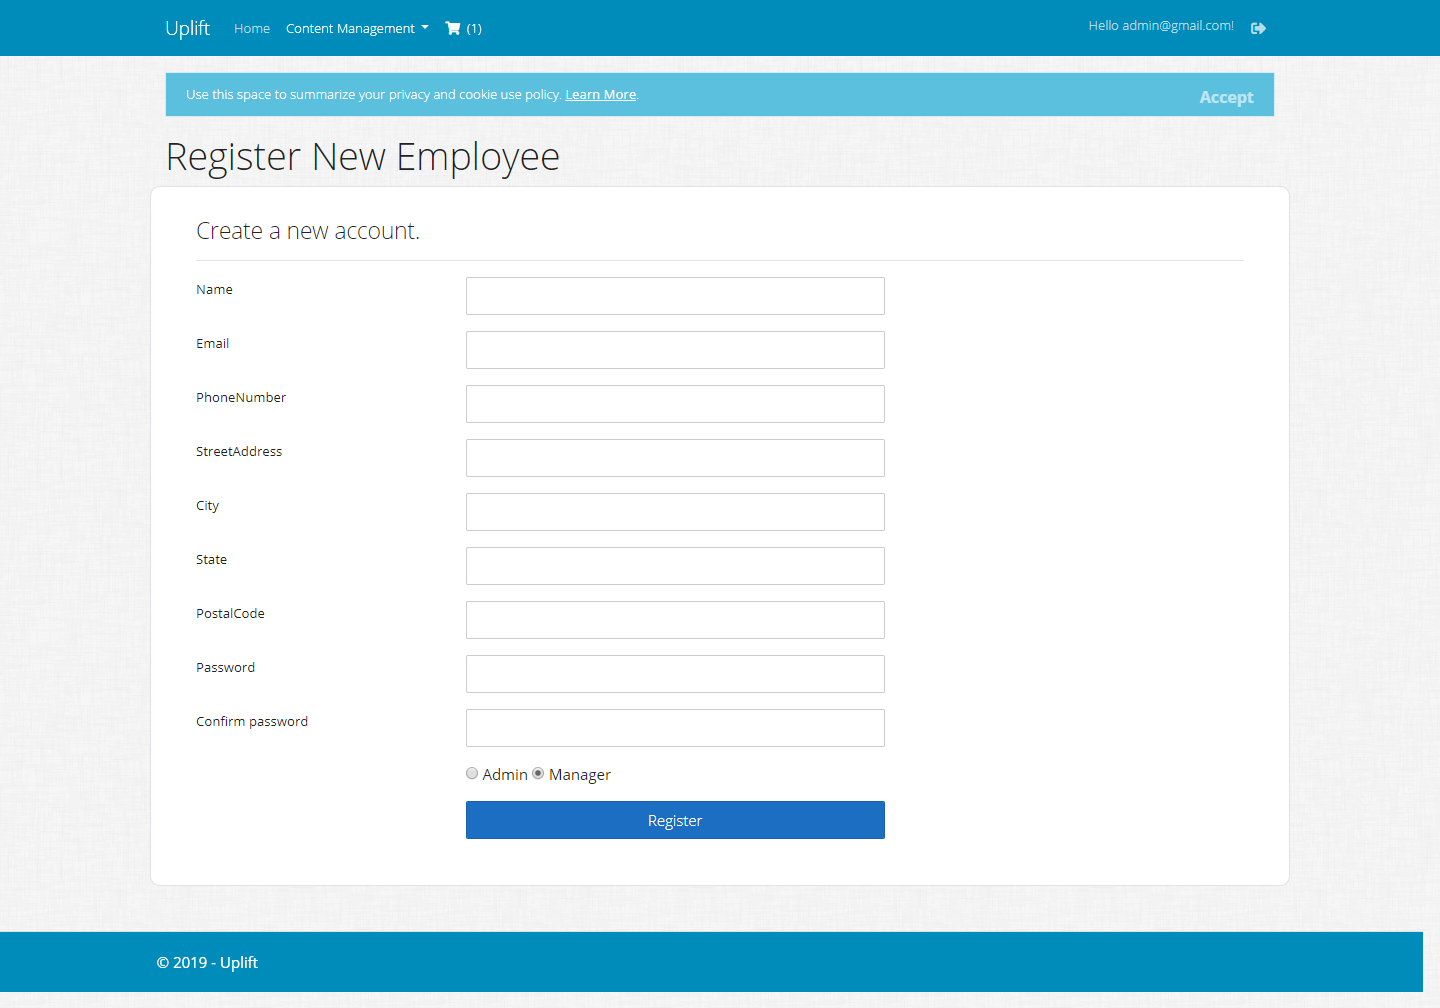 Uplift Home Content Management (1) Hello admin@gmail.com!
Use this space to summarize your privacy and cookie use policy. Learn More. Accept
Register New Employee
Create a new account.
Name
Email
PhoneNumber
StreetAddress
City
State
PostalCode
Password
Confirm password
Admin Manager
Register
© 2019 - Uplift